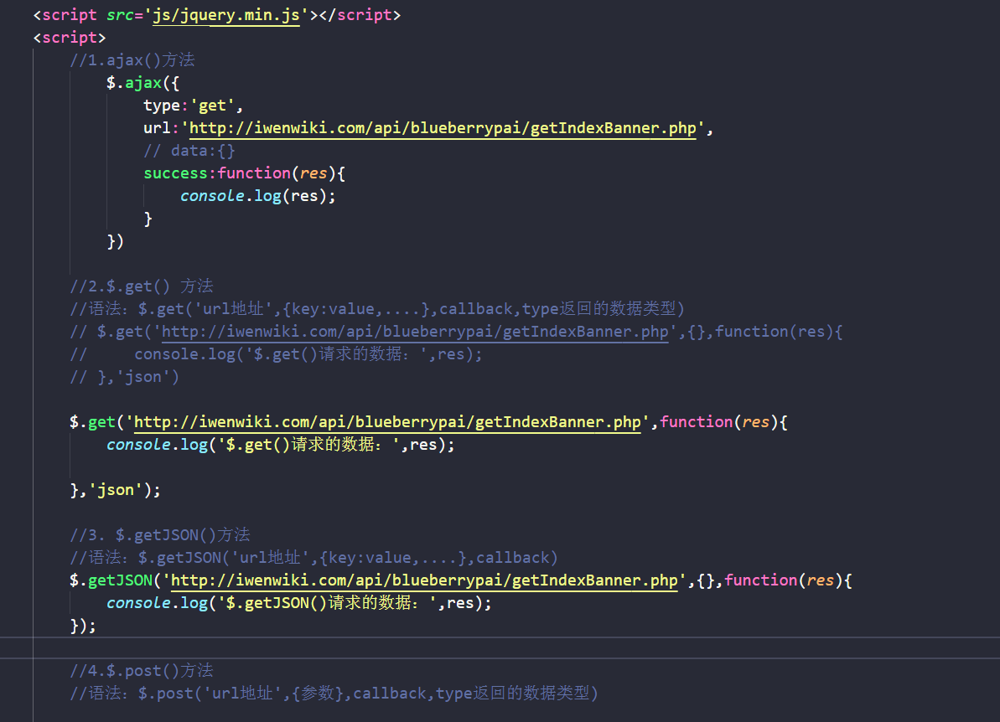 <script src='js/jquery.min.js'></script>
<script>
//1.ajax()方法
$.ajax({
type:'get',
url:'http://iwenwiki.com/api/blueberrypai/getIndexBanner.php',
// data:{}
success:function(res){
console.log(res);
}
})
//2.$.get() 方法
//语法：$.get('url地址',{key:value,....},callback,type返回的数据类型)
// $.get('http://iwenwiki.com/api/blueberrypai/getIndexBanner.php',{},function(res){
//     console.log('$.get()请求的数据：',res);
// },'json')
$.get('http://iwenwiki.com/api/blueberrypai/getIndexBanner.php',function(res){
console.log('$.get()请求的数据：',res);
},'json');
//3. $.getJSON()方法
//语法：$.getJSON('url地址',{key:value,....},callback)
$.getJSON('http://iwenwiki.com/api/blueberrypai/getIndexBanner.php',{},function(res){
console.log('$.getJSON()请求的数据：',res);
});
//4.$.post()方法
//语法：$.post('url地址',{参数},callback,type返回的数据类型)